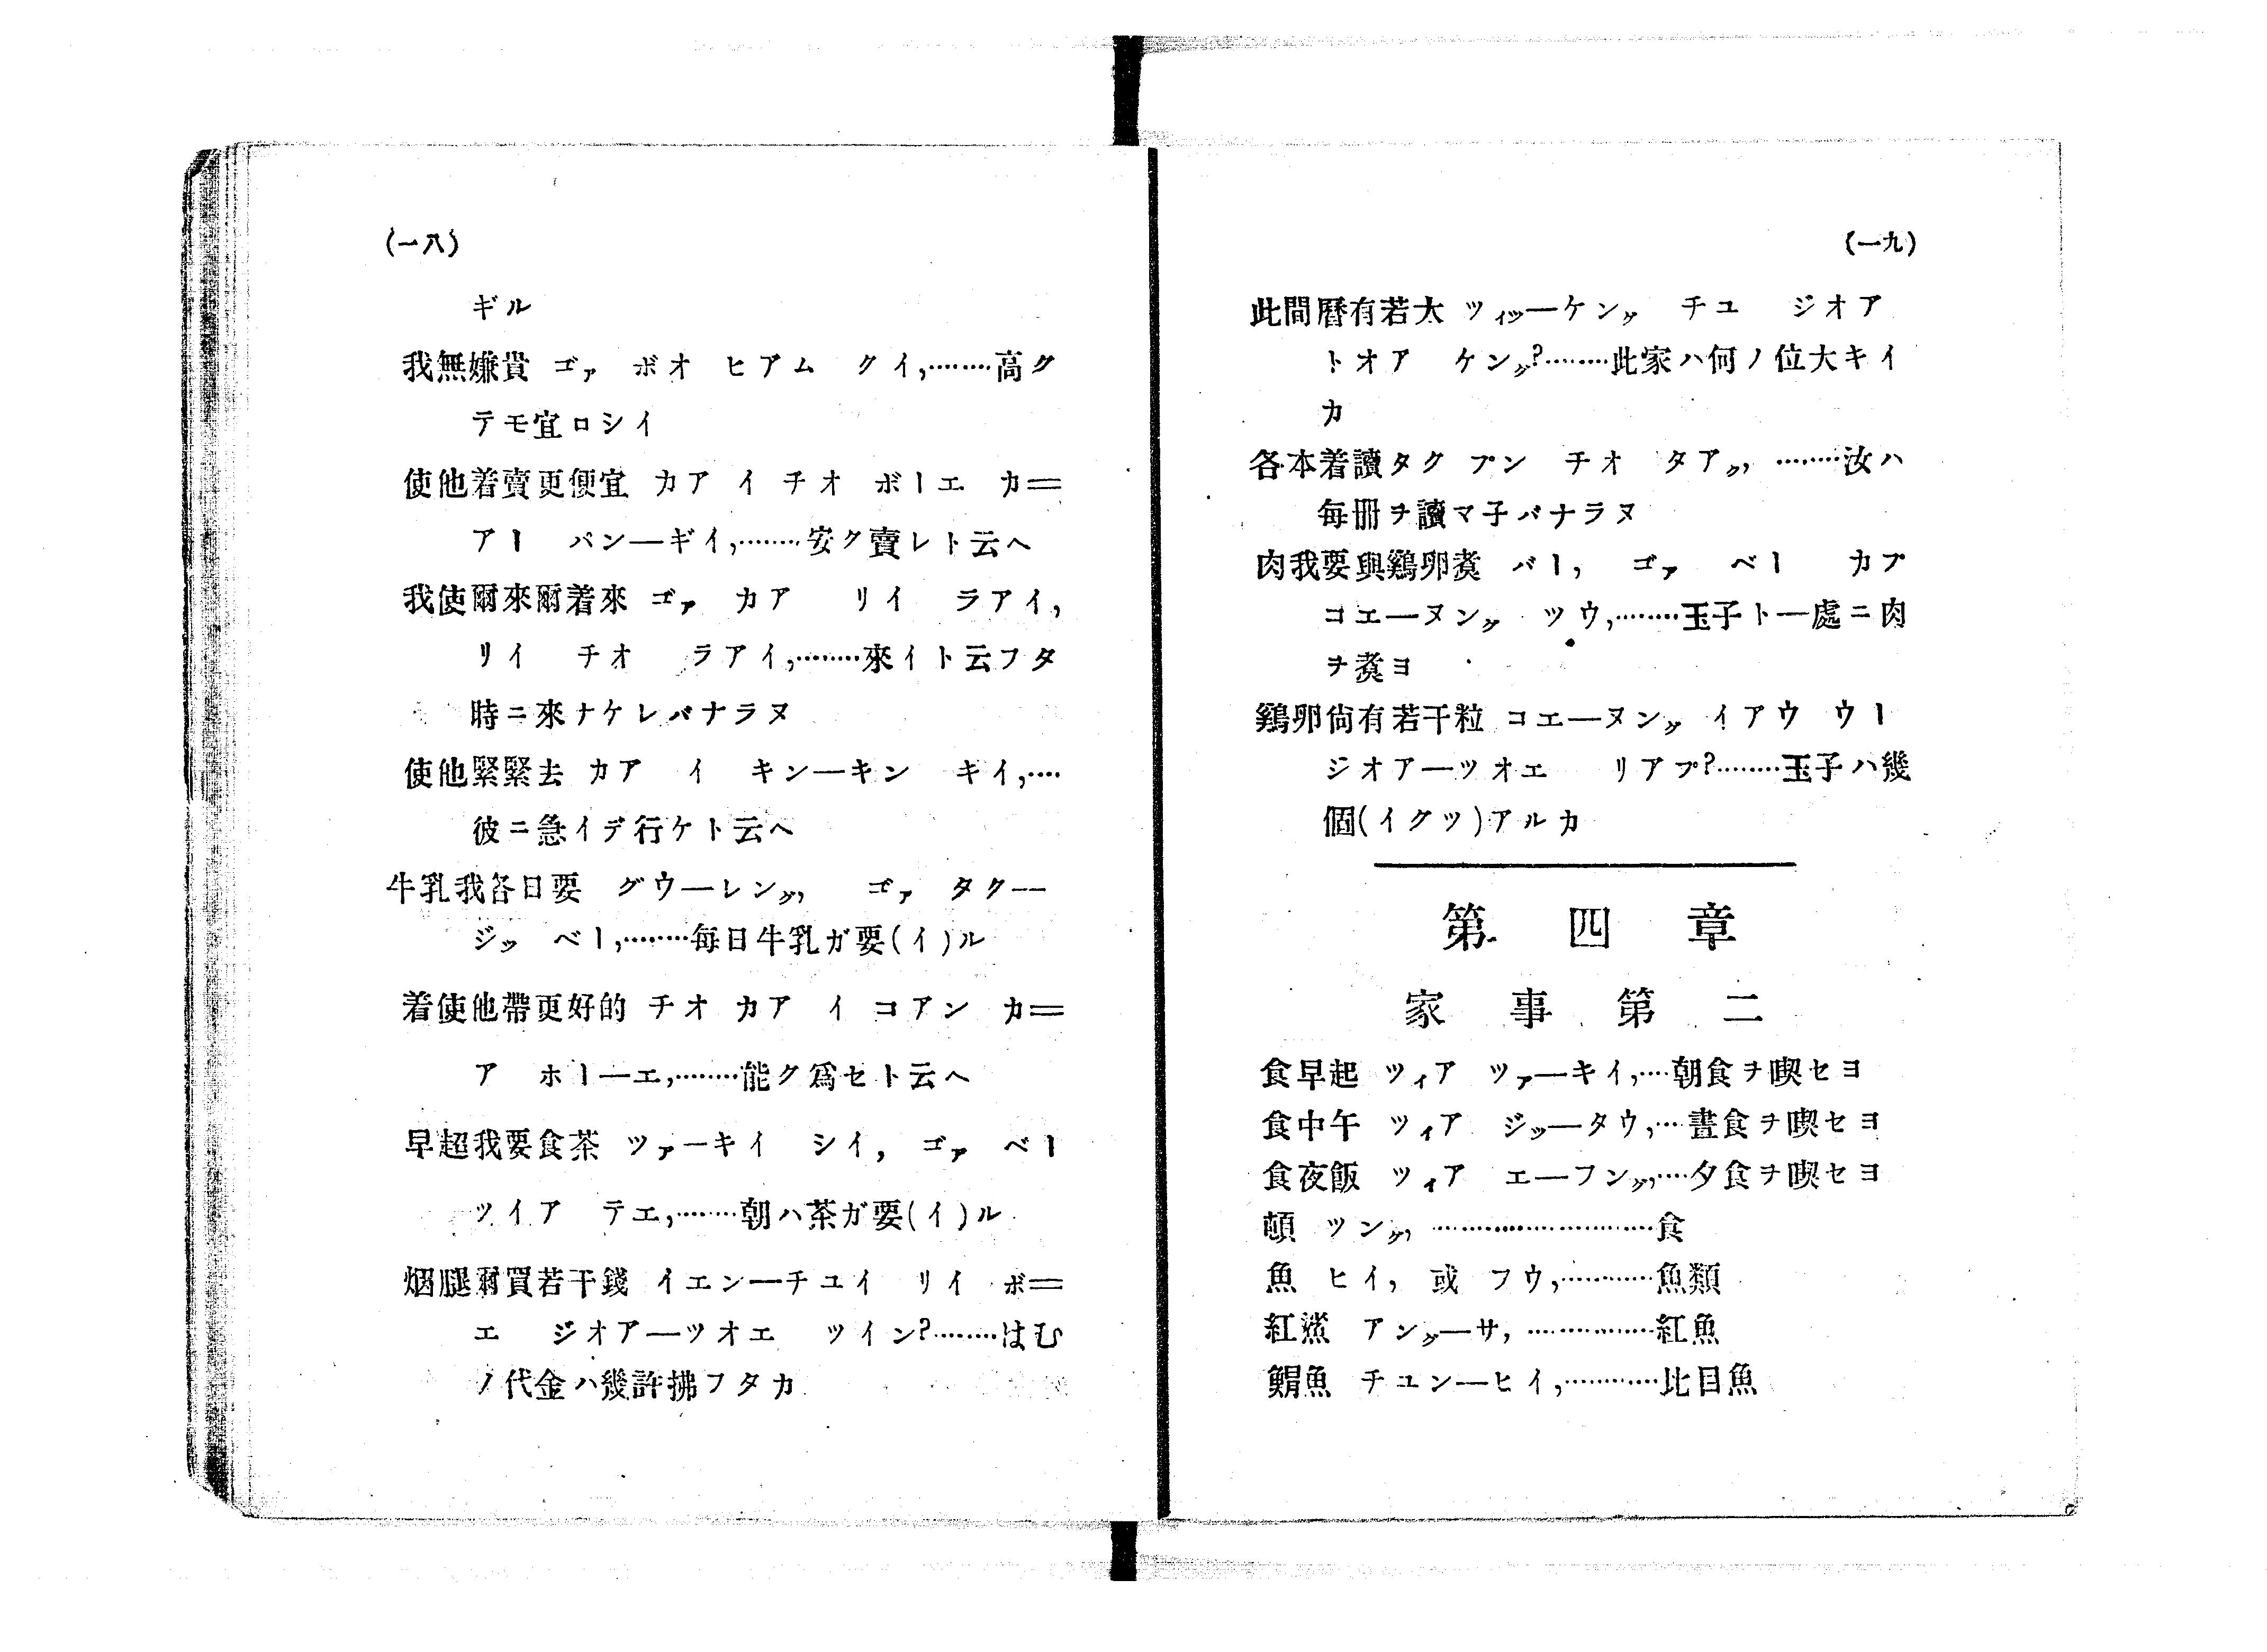 (一八)
ギル
我無嫌貴 ゴァ ボオ ヒアム クイ,……高ク
テモ宜ロシイ
使他着賣更便宜 カア イ チオ ボーエ カ=
アー パン―ギイ,……安ク賣レト云ヘ
我使爾來爾着來 ゴァ カア リイ ラアイ,
リイ チオ ラアイ,……來イト云フタ
時ニ來ナケレバナラヌ
使他緊緊去 カア イ キン―キン キイ,…
彼ニ急イデ行ケト云ヘ
牛乳我各日要 グウ―レング, ゴァ タク―
ジッ ベー,……每日牛乳ガ要(イ)ル
着使他帶更好的 チオ カア イ コアン カ=
ア ホー―エ,……能ク爲セト云ヘ
早超我要食茶 ツァーキイ シイ, ゴァ ベー
ツイア テエ,……朝ハ茶ガ要(イ)ル
烟腿爾買若干錢 イエン―チユイ リイ ボ=
エ ジオア―ツオエ ツイン?……はむ
ノ代金ハ幾許拂フタカ
(一九)
此間曆有若大 ツィッ―ケング チユ ジオア
トオア ケング?……此家ハ何ノ位大キイ
カ
各本着讀タク プン チオ タアク, ……汝ハ
每冊ヲ讀マ子バナラヌ
肉我要與鷄卵煑 バー, ゴァ ベー カプ
コエ―ヌング ツウ,……玉子ト一處ニ肉
ヲ煑ヨ
鷄卵尙有若干粒 コエ―ヌング イアウ ウー
ジオア―ツオエ リアプ?……玉子ハ幾
個(イクツ)アルカ
第四章
家事第二
食早起 ツィア ツァ―キイ,…朝食ヲ喫セヨ
食中午 ツィア ジッ―タウ,…晝食ヲ喫セヨ
食夜飯 ツィア エ―フング,…夕食ヲ喫セヨ
頓 ツング, ……………………食
魚 ヒイ, 或 フウ,…………魚類
紅鯊 アング―サ, ……………紅魚
鯧魚 チユン―ヒイ,…………比目魚